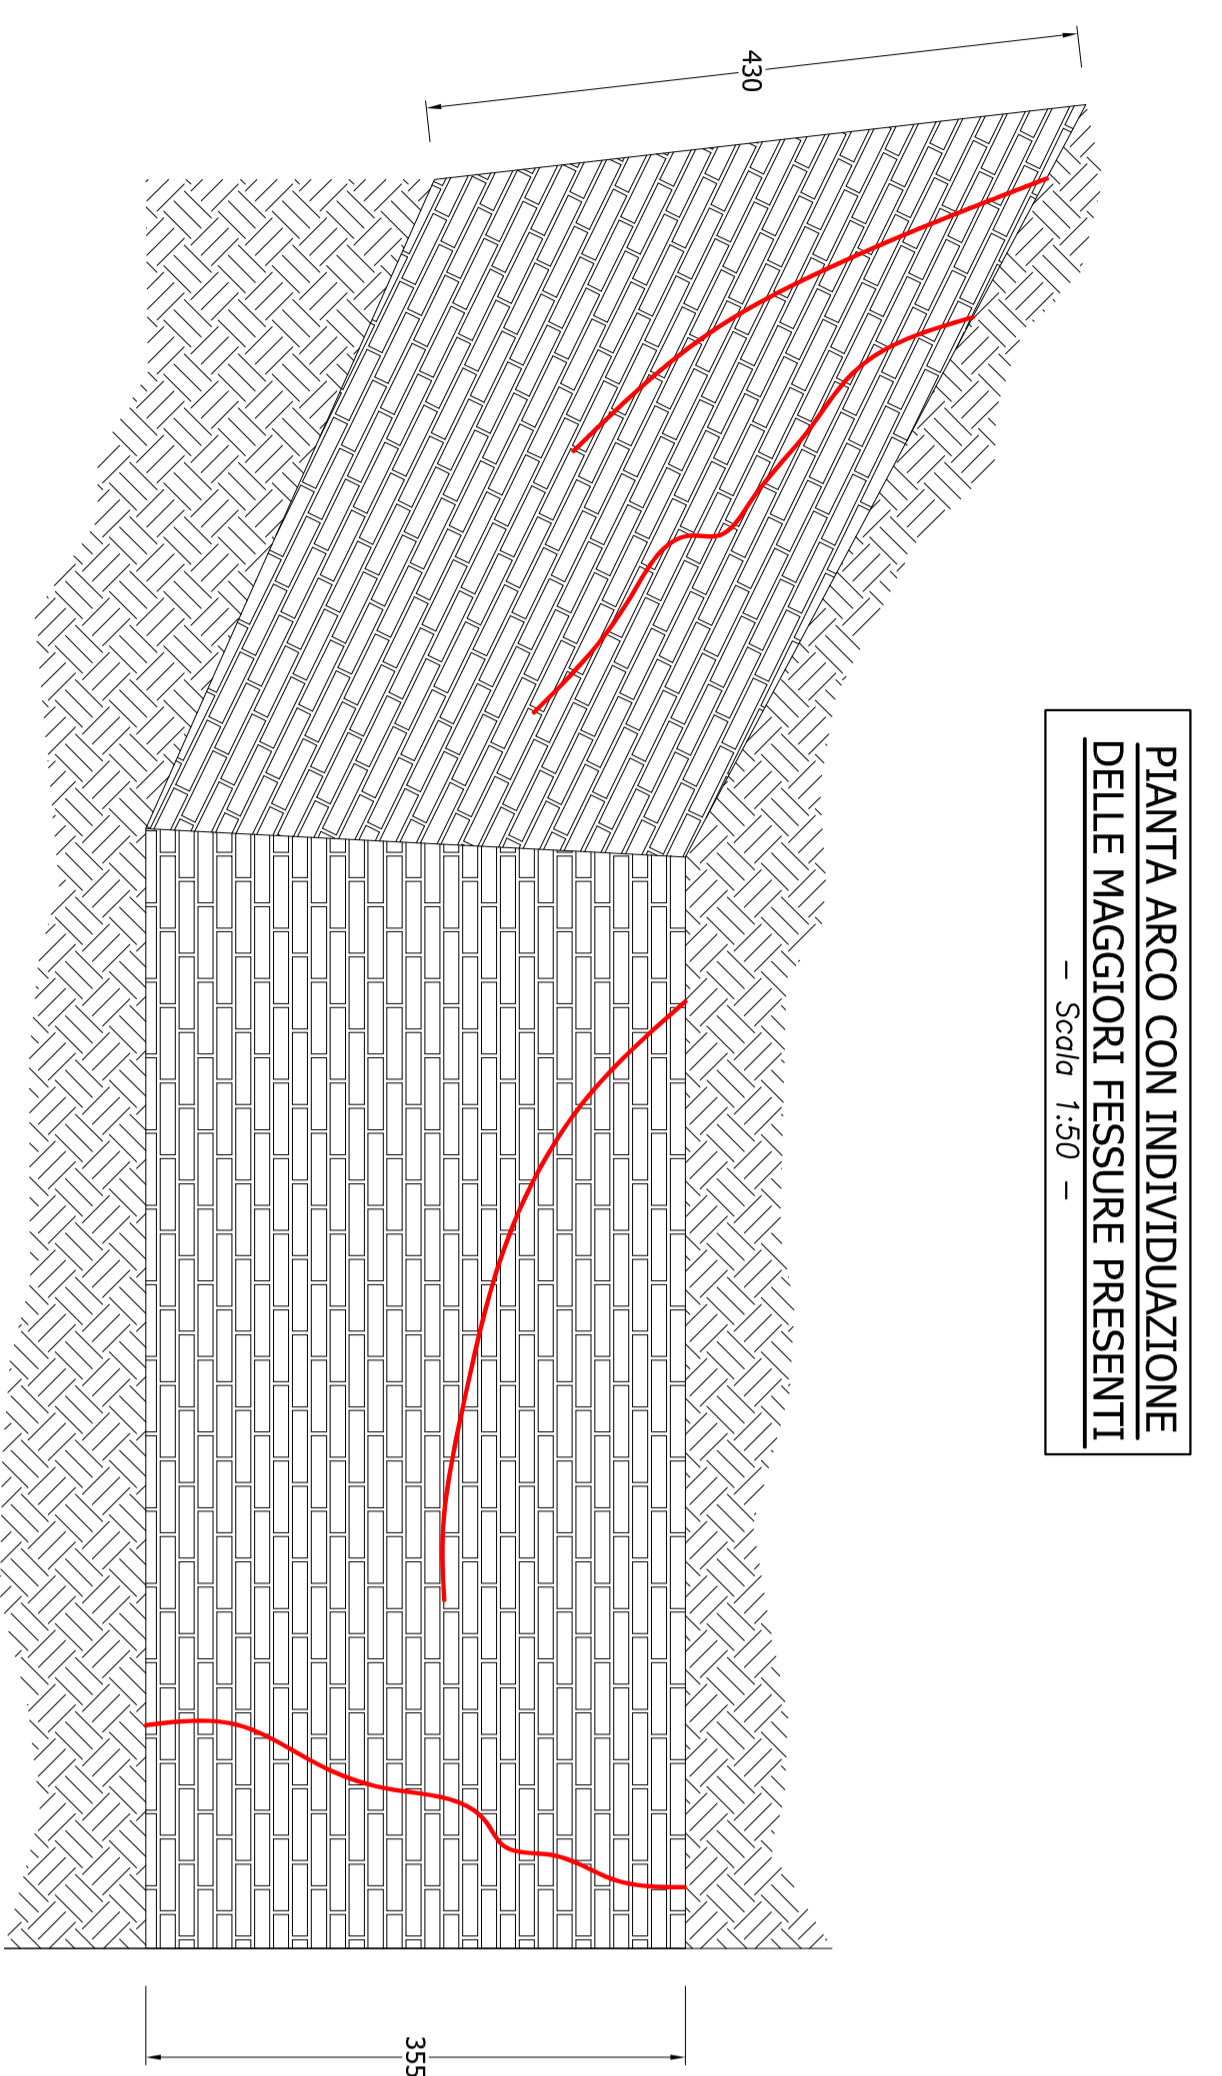 PIANTA ARCO CON INDIVIDUAZIONE
DELLE MAGGIORI FESSURE PRESENTI
- Scala 1:50 -
430
355